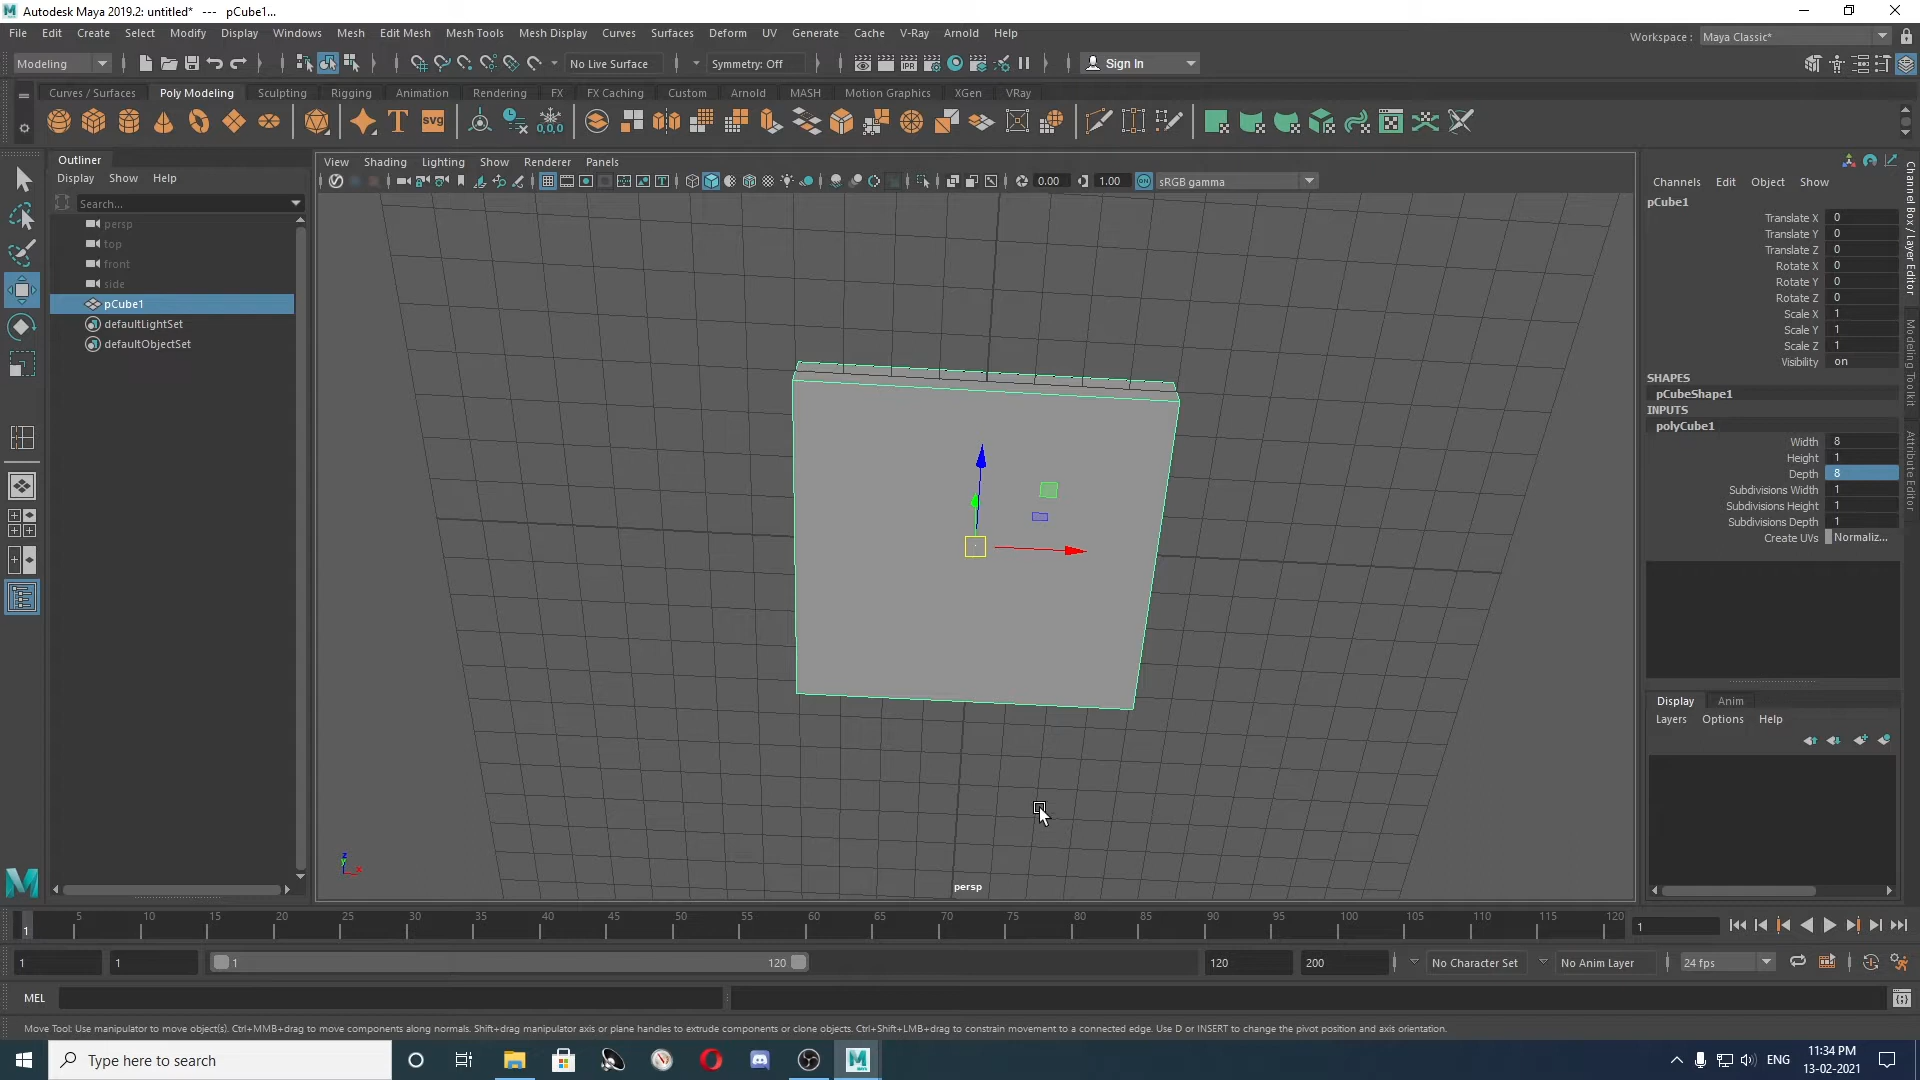 Autodesk Maya 2019.2: untitled* --- pCube1...
File Edit Create Select Modify Display Windows Mesh Edit Mesh Mesh Tools Mesh Display Curves Surfaces Deform UV Generate Cache V-Ray Arnold Help
Workspace : Maya Classic*
Modeling No Live Surface Symmetry: Off Sign In
Curves / Surfaces Poly Modeling Sculpting Rigging Animation Rendering FX FX Caching Custom Arnold MASH Motion Graphics XGen VRay
Outliner
Display Show Help
Search...
persp
top
front
side
pCube1
defaultLightSet
defaultObjectSet
View Shading Lighting Show Renderer Panels
0.00 1.00 sRGB gamma
persp
Channels Edit Object Show
pCube1
Translate X 0
Translate Y 0
Translate Z 0
Rotate X 0
Rotate Y 0
Rotate Z 0
Scale X 1
Scale Y 1
Scale Z 1
Visibility on
SHAPES
pCubeShape1
INPUTS
polyCube1
Width 8
Height 1
Depth 8
Subdivisions Width 1
Subdivisions Height 1
Subdivisions Depth 1
Create UVs Normaliz...
Display Anim
Layers Options Help
Channel Box / Layer Editor
Modeling Toolkit
Attribute Editor
1 5 10 15 20 25 30 35 40 45 50 55 60 65 70 75 80 85 90 95 100 105 110 115 120 1
1 1 1 120 120 200 No Character Set No Anim Layer 24 fps
MEL
Move Tool: Use manipulator to move object(s). Ctrl+MMB+drag to move components along normals. Shift+drag manipulator axis or plane handles to extrude components or clone objects. Ctrl+Shift+LMB+drag to constrain movement to a connected edge. Use D or INSERT to change the pivot position and axis orientation.
Type here to search
ENG
11:34 PM
13-02-2021